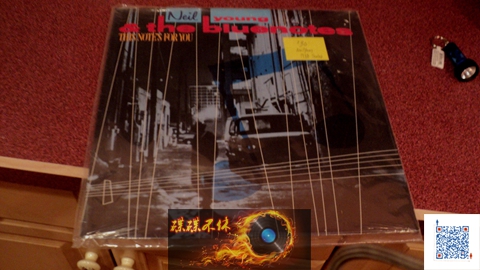 Neil young
& the bluenotes
THIS NOTE'S FOR YOU
碟碟不休